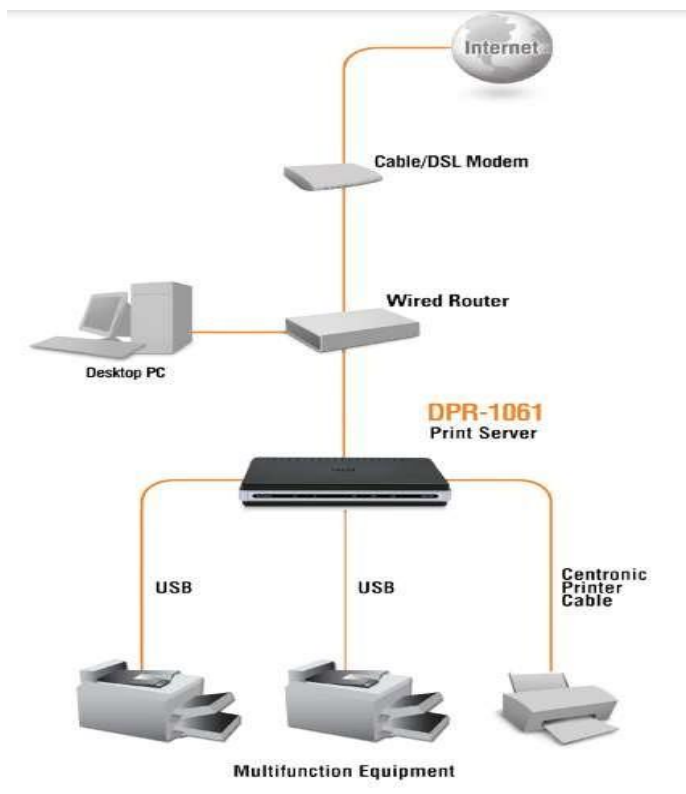 Internet
Cable/DSL Modem
Wired Router
Desktop PC
DPR-1061
Print Server
USB
USB
Centronic
Printer
Cable
Multifunction Equipment